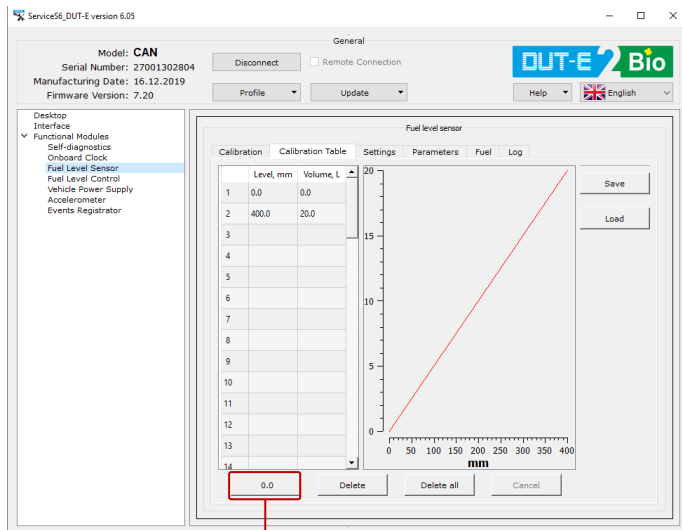 ServiceS6_DUT-E version 6.05
General
Model: CAN
Serial Number: 27001302804
Manufacturing Date: 16.12.2019
Firmware Version: 7.20
Disconnect
Remote Connection
Profile
Update
DUT-E 2 Bio
Help
English
Desktop
Interface
Functional Modules
Self-diagnostics
Onboard Clock
Fuel Level Sensor
Fuel Level Control
Vehicle Power Supply
Accelerometer
Events Registrator
Fuel level sensor
Calibration Calibration Table Settings Parameters Fuel Log
Level, mm Volume, L
1 0.0 0.0
2 400.0 20.0
3
4
5
6
7
8
9
10
11
12
13
14
20
15
10
5
0
0 50 100 150 200 250 300 350 400
mm
Save
Load
0.0
Delete
Delete all
Cancel